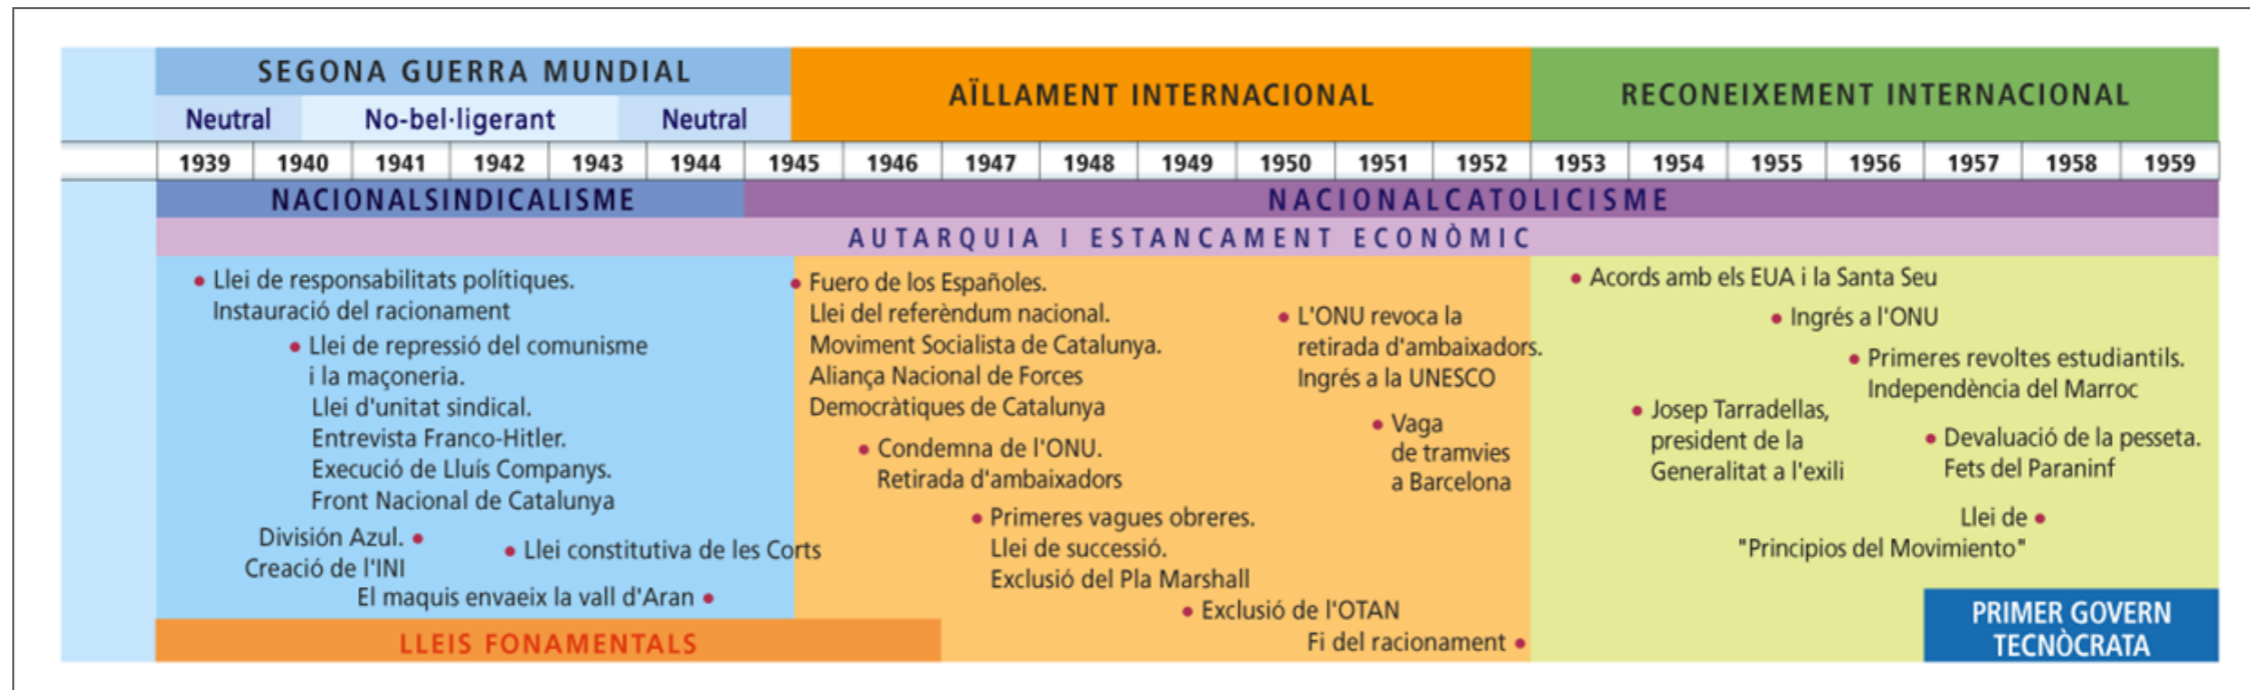 SEGONA GUERRA MUNDIAL
AÏLLAMENT INTERNACIONAL
RECONEIXEMENT INTERNACIONAL
Neutral
No-bel·ligerant
Neutral
1939 1940 1941 1942 1943 1944 1945 1946 1947 1948 1949 1950 1951 1952 1953 1954 1955 1956 1957 1958 1959
NACIONALSINDICALISME
NACIONALCATOLICISME
AUTARQUIA I ESTANCAMENT ECONÒMIC
• Llei de responsabilitats polítiques.
Instauració del racionament
• Llei de repressió del comunisme
i la maçoneria.
Llei d'unitat sindical.
Entrevista Franco-Hitler.
Execució de Lluís Companys.
Front Nacional de Catalunya
División Azul. •
Creació de l'INI
• Llei constitutiva de les Corts
El maquis envaeix la vall d'Aran •
LLEIS FONAMENTALS
• Fuero de los Españoles.
Llei del referèndum nacional.
Moviment Socialista de Catalunya.
Aliança Nacional de Forces
Democràtiques de Catalunya
• Condemna de l'ONU.
Retirada d'ambaixadors
• Primeres vagues obreres.
Llei de successió.
Exclusió del Pla Marshall
• Exclusió de l'OTAN
• L'ONU revoca la
retirada d'ambaixadors.
Ingrés a la UNESCO
• Vaga
de tramvies
a Barcelona
Fi del racionament •
• Acords amb els EUA i la Santa Seu
• Ingrés a l'ONU
• Primeres revoltes estudiantils.
Independència del Marroc
• Josep Tarradellas,
president de la
Generalitat a l'exili
• Devaluació de la pesseta.
Fets del Paraninf
Llei de •
"Principios del Movimiento"
PRIMER GOVERN
TECNÒCRATA